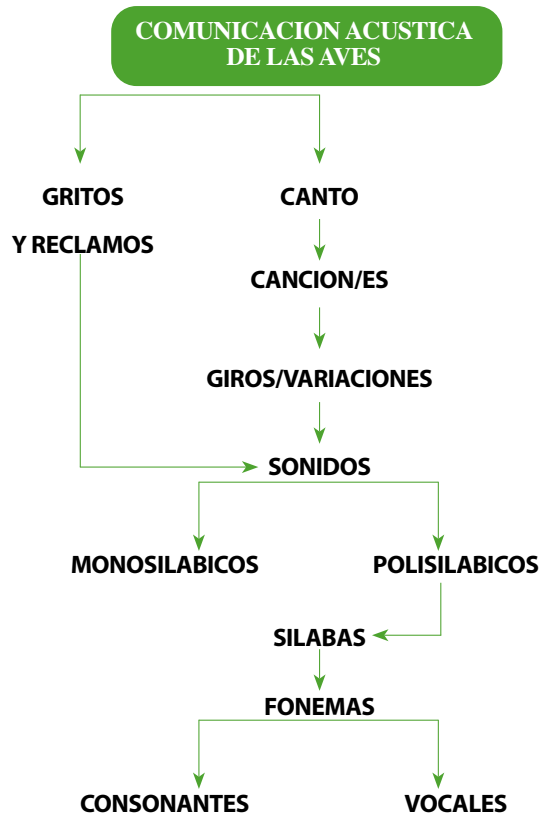 COMUNICACION ACUSTICA
DE LAS AVES
GRITOS
Y RECLAMOS
CANTO
CANCION/ES
GIROS/VARIACIONES
SONIDOS
MONOSILABICOS
POLISILABICOS
SILABAS
FONEMAS
CONSONANTES
VOCALES